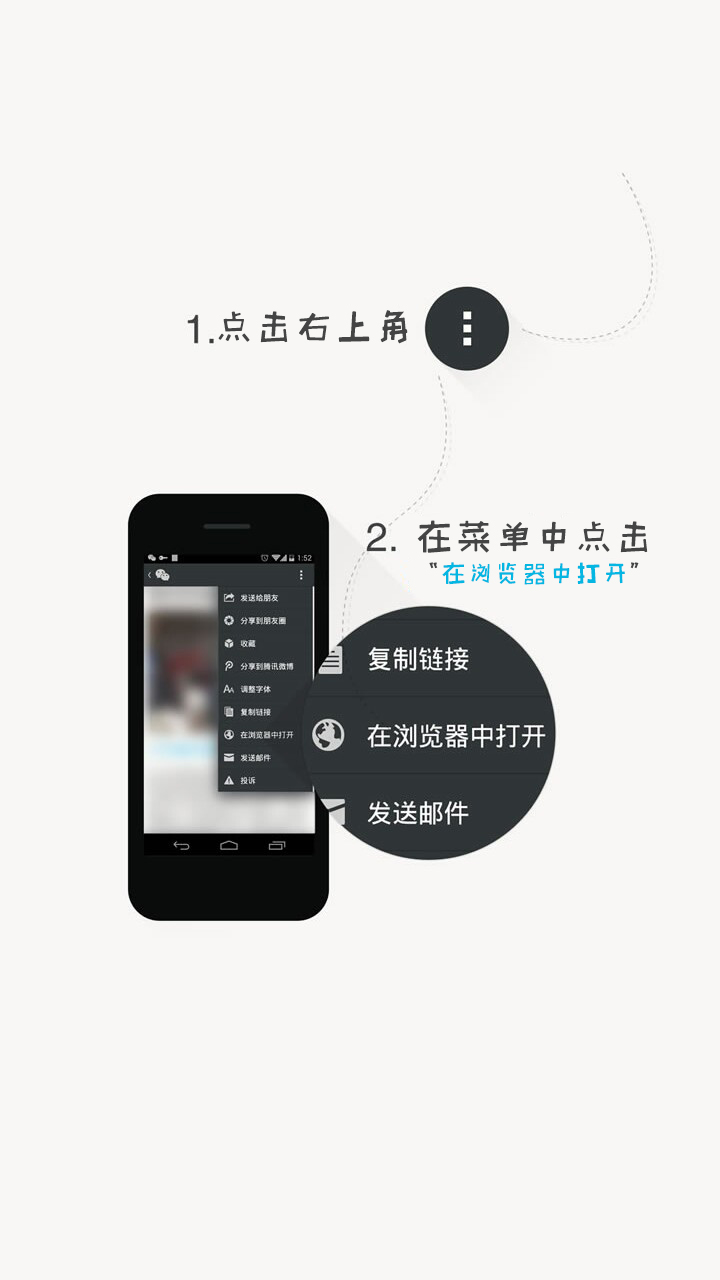 1.点击右上角
2. 在菜单中点击
“在浏览器中打开”
1:52
发送给朋友
分享到朋友圈
收藏
分享到腾讯微博
调整字体
复制链接
在浏览器中打开
发送邮件
投诉
复制链接
在浏览器中打开
发送邮件